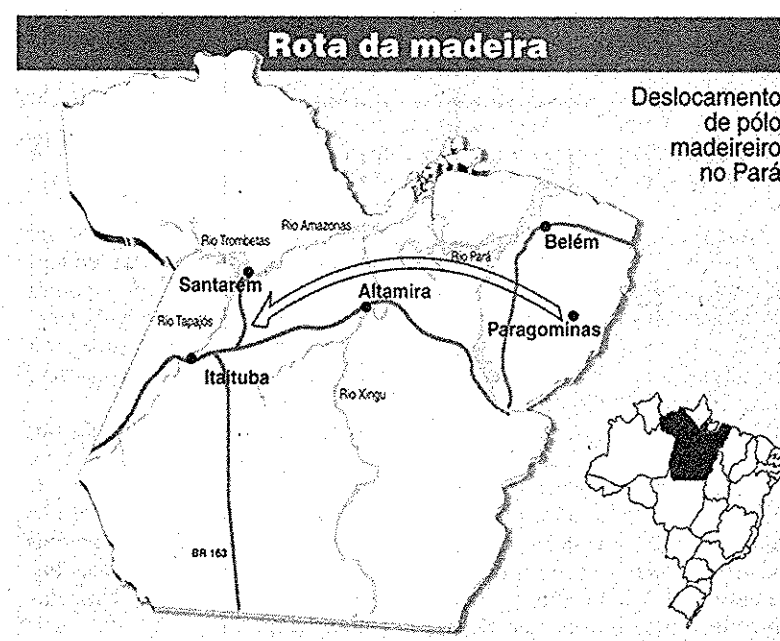 Rota da madeira
Deslocamento
de pólo
madeireiro
no Pará
Rio Amazonas
Rio Trombetas
Belém
Rio Pará
Santarém
Altamira
Rio Tapajós
Paragominas
Itaituba
Rio Xingu
BR 163